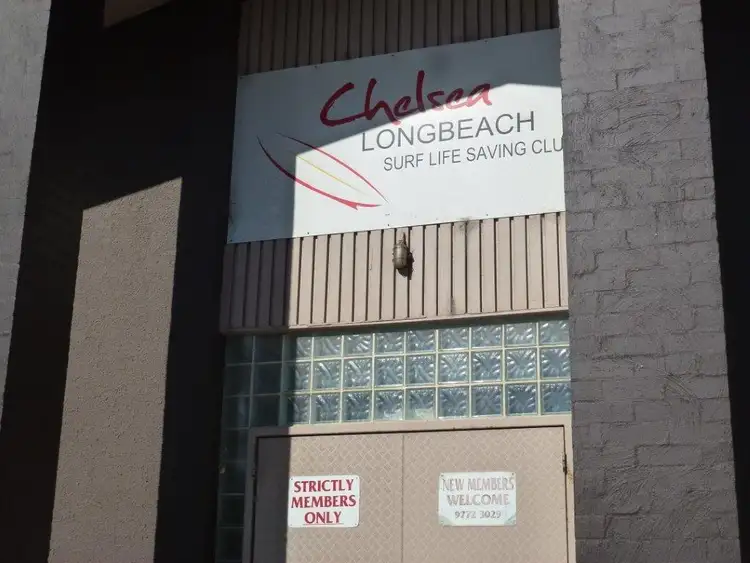 Chelsea
LONGBEACH
SURF LIFE SAVING CLU
STRICTLY
MEMBERS
ONLY
NEW MEMBERS
WELCOME
9772 3029